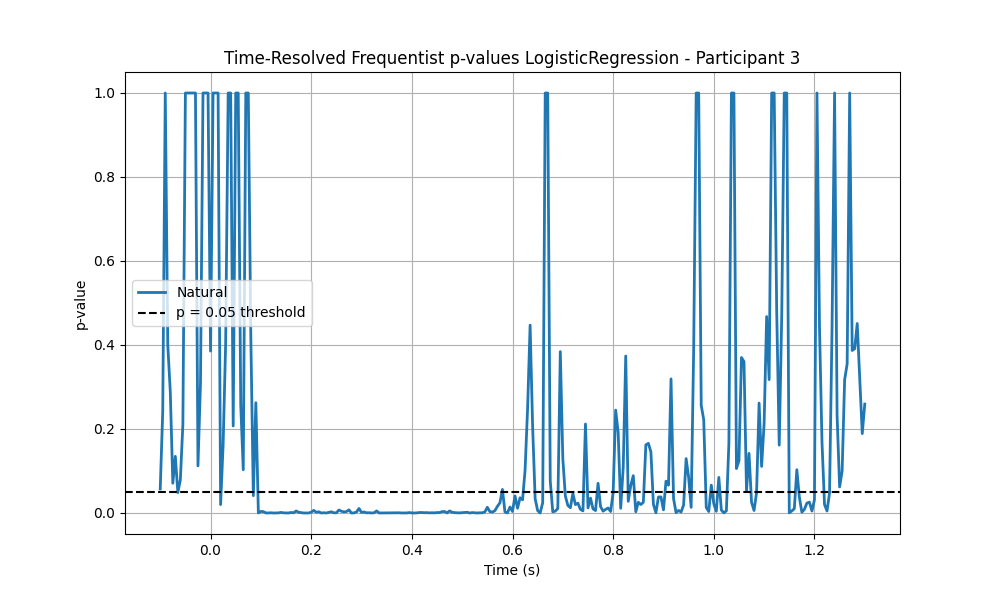 Time-Resolved Frequentist p-values LogisticRegression - Participant 3
1.0
0.8
0.6
0.4
0.2
0.0
p-value
Natural
p = 0.05 threshold
0.0 0.2 0.4 0.6 0.8 1.0 1.2
Time (s)